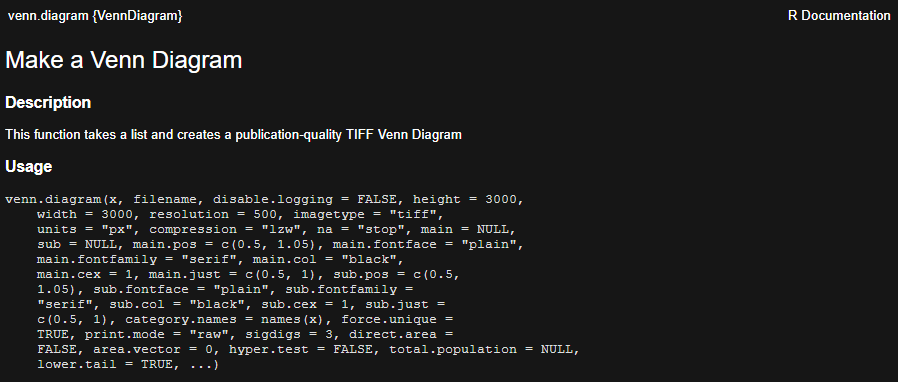 venn.diagram {VennDiagram}
R Documentation
Make a Venn Diagram
Description
This function takes a list and creates a publication-quality TIFF Venn Diagram
Usage
venn.diagram(x, filename, disable.logging = FALSE, height = 3000,
    width = 3000, resolution = 500, imagetype = "tiff",
    units = "px", compression = "lzw", na = "stop", main = NULL,
    sub = NULL, main.pos = c(0.5, 1.05), main.fontface = "plain",
    main.fontfamily = "serif", main.col = "black",
    main.cex = 1, main.just = c(0.5, 1), sub.pos = c(0.5,
    1.05), sub.fontface = "plain", sub.fontfamily =
    "serif", sub.col = "black", sub.cex = 1, sub.just =
    c(0.5, 1), category.names = names(x), force.unique =
    TRUE, print.mode = "raw", sigdigs = 3, direct.area =
    FALSE, area.vector = 0, hyper.test = FALSE, total.population = NULL,
    lower.tail = TRUE, ...)